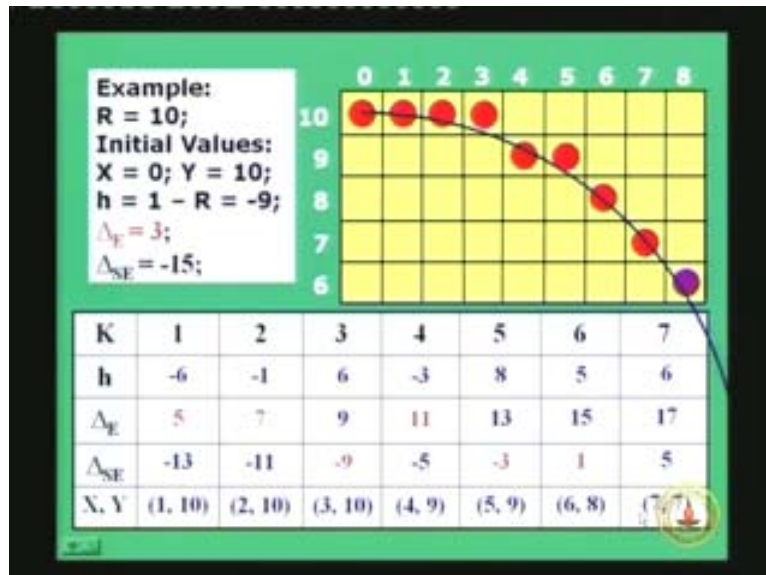 Example:
R = 10;
Initial Values:
X = 0; Y = 10;
h = 1 – R = -9;
ΔE = 3;
ΔSE = -15;
0 1 2 3 4 5 6 7 8
10
9
8
7
6
K 1 2 3 4 5 6 7
h -6 -1 6 -3 8 5 6
ΔE 5 7 9 11 13 15 17
ΔSE -13 -11 -9 -5 -3 1 5
X, Y (1, 10) (2, 10) (3, 10) (4, 9) (5, 9) (6, 8) (7, 7)